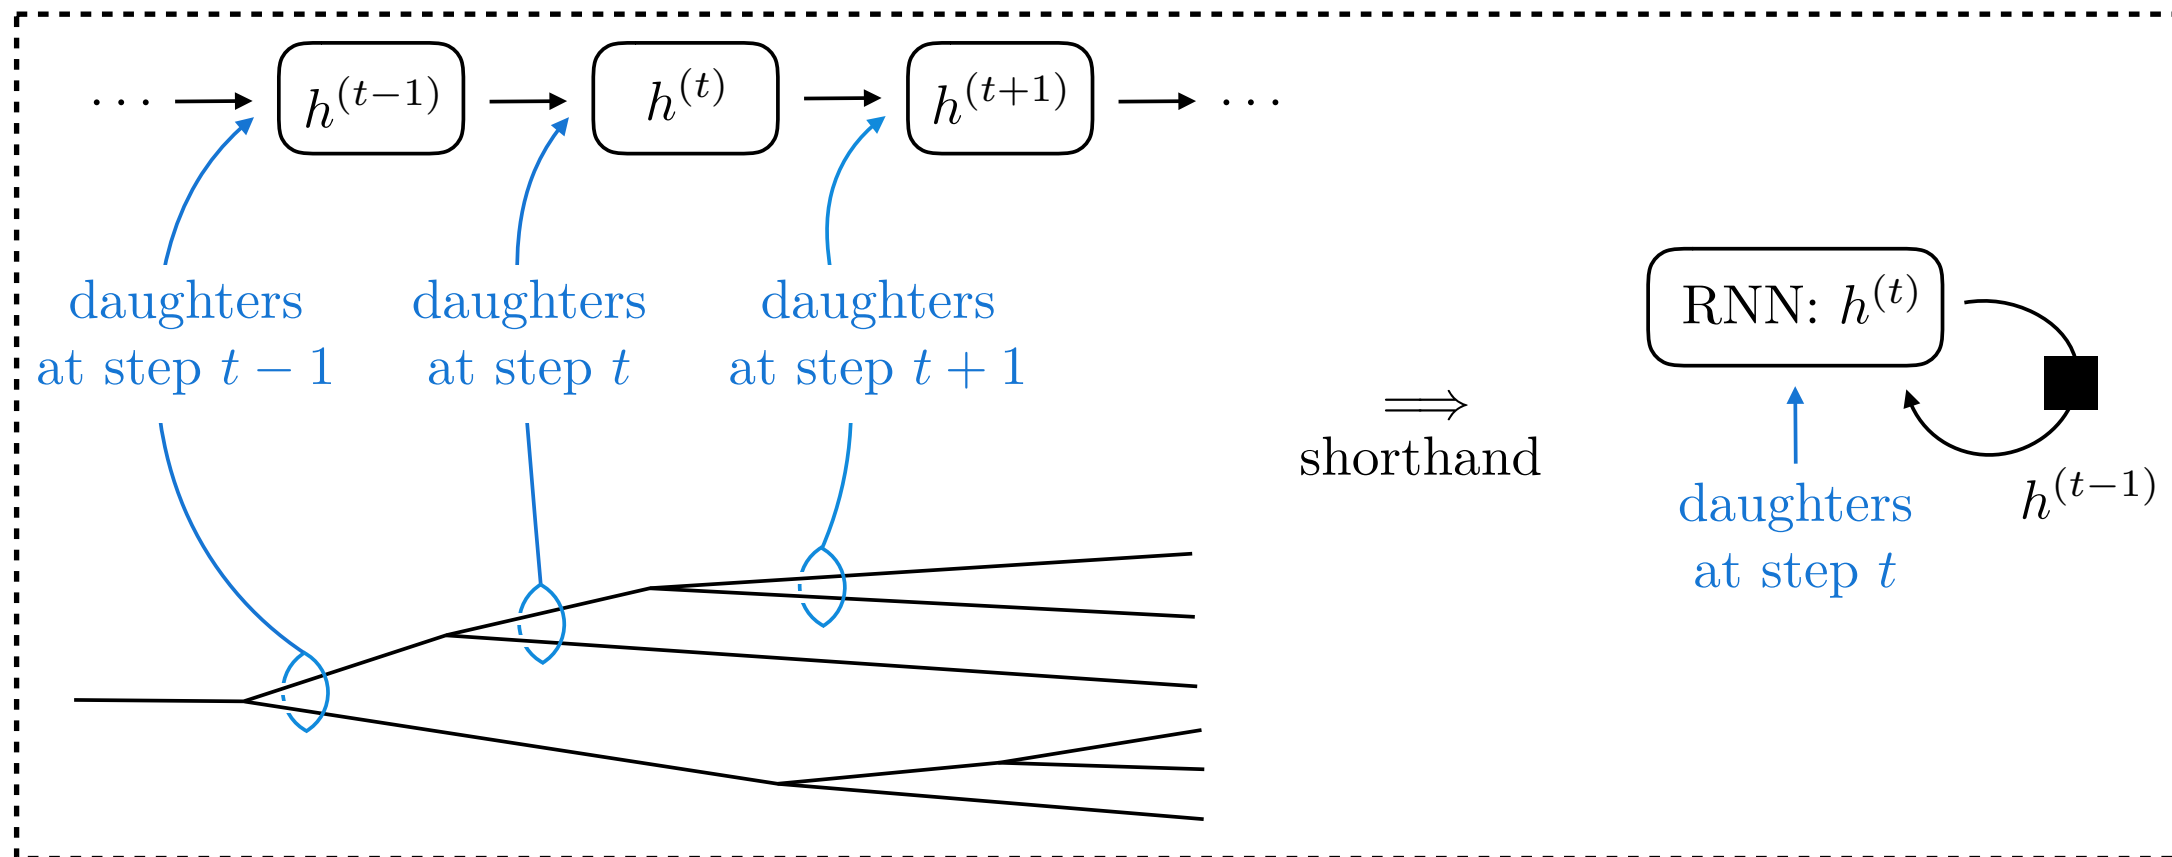 ⋯ → h^(t−1) → h^(t) → h^(t+1) → ⋯
daughters
at step t − 1
daughters
at step t
daughters
at step t + 1
⟹
shorthand
RNN: h^(t)
h^(t−1)
daughters
at step t